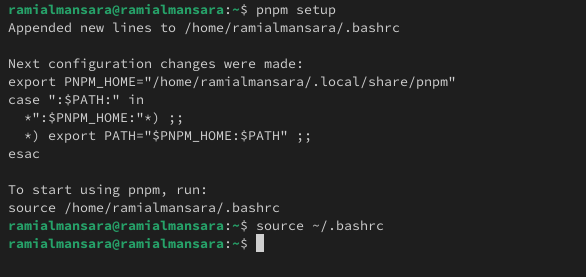 ramialmansara@ramialmansara:~$ pnpm setup
Appended new lines to /home/ramialmansara/.bashrc

Next configuration changes were made:
export PNPM_HOME="/home/ramialmansara/.local/share/pnpm"
case ":$PATH:" in
  *":$PNPM_HOME:"*) ;;
  *) export PATH="$PNPM_HOME:$PATH" ;;
esac

To start using pnpm, run:
source /home/ramialmansara/.bashrc
ramialmansara@ramialmansara:~$ source ~/.bashrc
ramialmansara@ramialmansara:~$